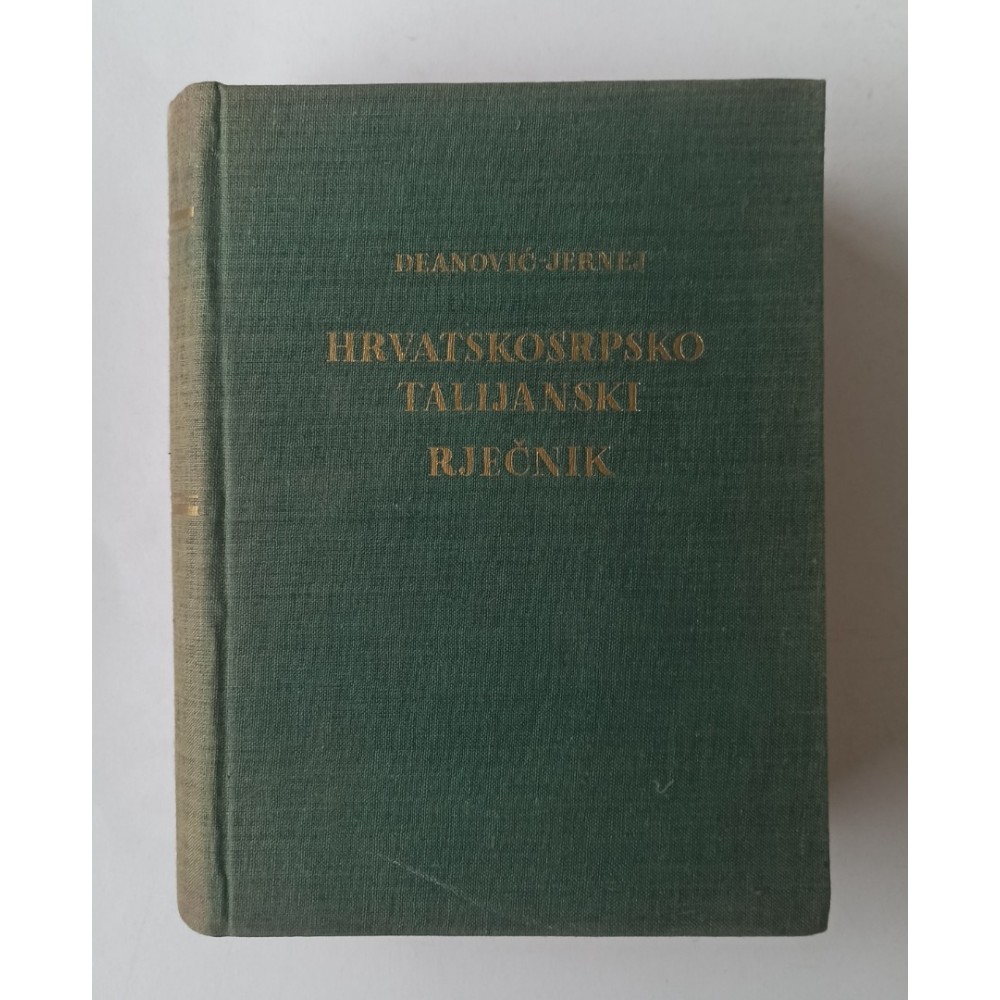 DEANOVIĆ-JERNEJ
HRVATSKOSRPSKO
TALIJANSKI
RJEČNIK